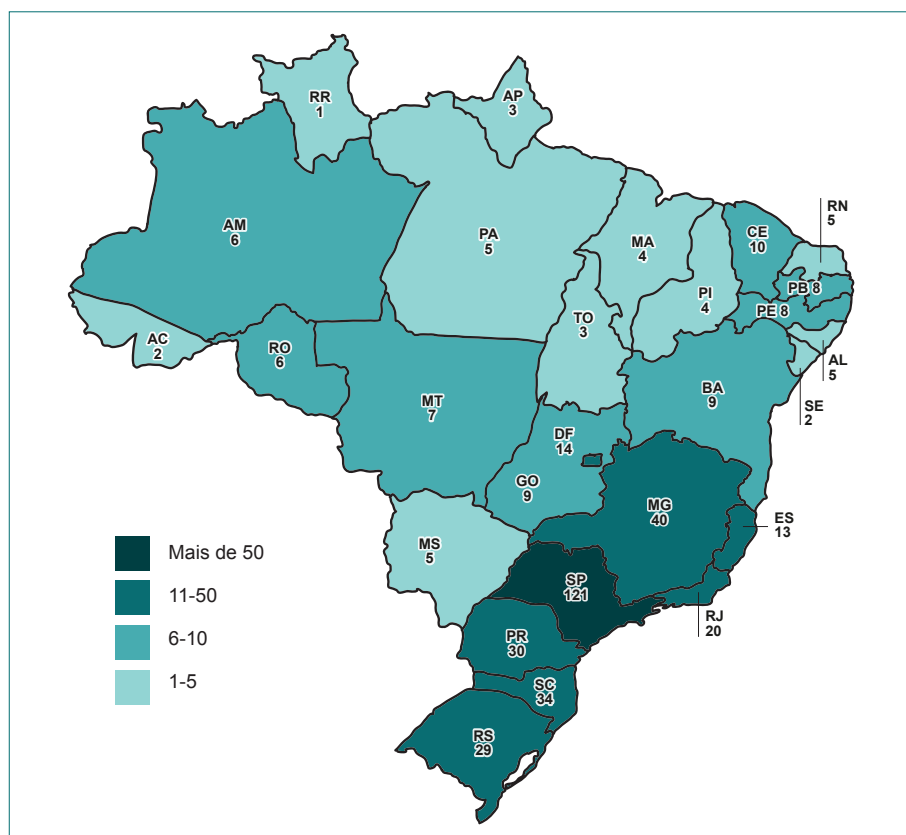 RR
1
AP
3
AM
6
PA
5
MA
4
CE
10
RN
5
PI
4
PB 8
PE 8
TO
3
AC
2
RO
6
AL
5
BA
9
SE
2
MT
7
DF
14
GO
9
MG
40
ES
13
MS
5
SP
121
RJ
20
PR
30
SC
34
RS
29
Mais de 50
11-50
6-10
1-5